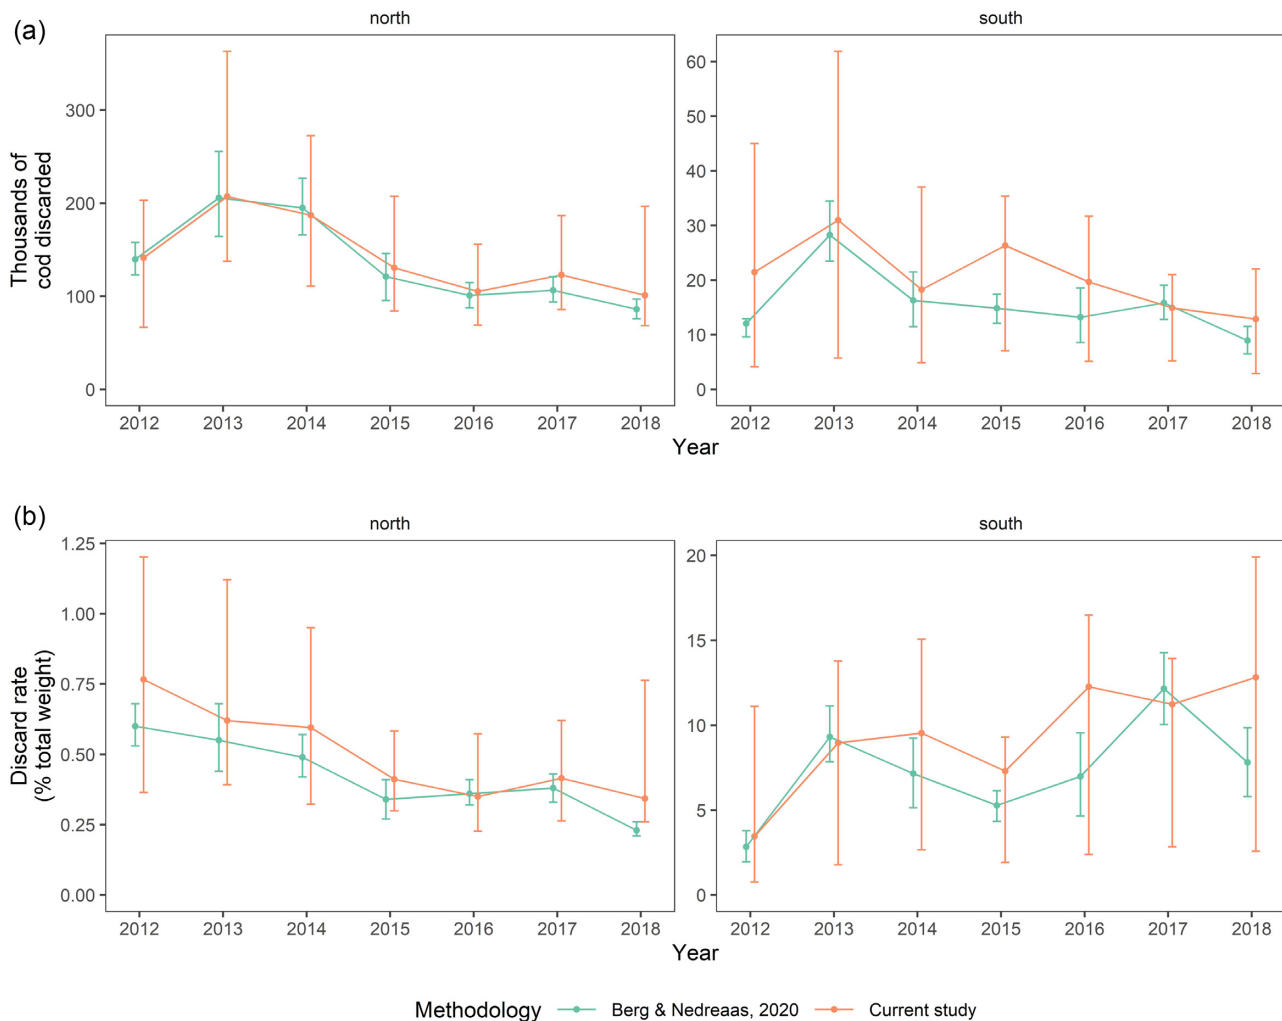 (a)
north
south
Thousands of
cod discarded
300
200
100
0
60
50
40
30
20
10
0
2012 2013 2014 2015 2016 2017 2018
2012 2013 2014 2015 2016 2017 2018
Year
(b)
north
south
Discard rate
(% total weight)
1.25
1.00
0.75
0.50
0.25
0.00
20
15
10
5
0
2012 2013 2014 2015 2016 2017 2018
2012 2013 2014 2015 2016 2017 2018
Year
Methodology Berg & Nedreaas, 2020 Current study